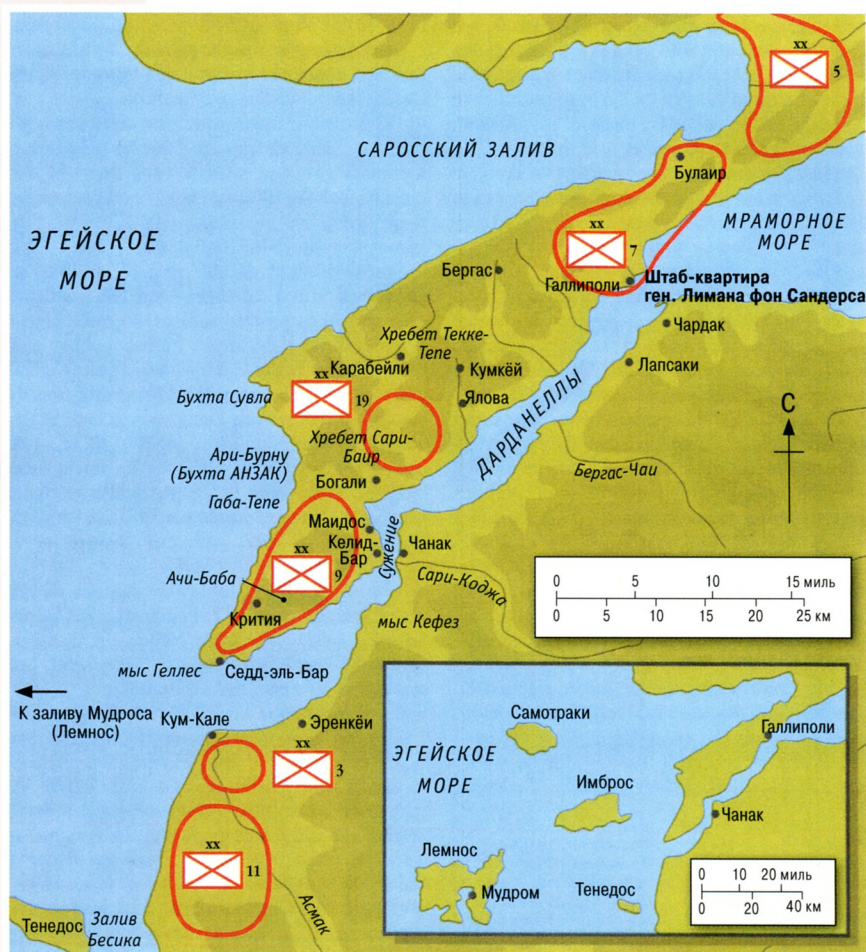 xx
5
САРОССКИЙ ЗАЛИВ
Булаир
МРАМОРНОЕ
МОРЕ
ЭГЕЙСКОЕ
МОРЕ
xx
7
Бергас
Галлиполи
Штаб-квартира
ген. Лимана фон Сандерса
Чардак
Хребет Текке-
Тепе
Карабейли
Кумкёй
Лапсаки
xx
19
Бухта Сувла
Ялова
С
ДАРДАНЕЛЛЫ
Хребет Сари-
Баир
Ари-Бурну
(Бухта АНЗАК)
Бергас-Чаи
Богали
Габа-Тепе
Маидос
Келид-
Бар
Сужение
Чанак
xx
9
Ачи-Баба
Сари-Коджа
Крития
мыс Кефез
0 5 10 15 миль
0 5 10 15 20 25 км
мыс Геллес
Седд-эль-Бар
К заливу Мудроса
(Лемнос)
Кум-Кале
Эренкёи
xx
3
xx
11
Асмак
Тенедос
Залив
Бесика
Самотраки
Галлиполи
ЭГЕЙСКОЕ
МОРЕ
Имброс
Чанак
Лемнос
Мудром
Тенедос
0 10 20 миль
0 20 40 км